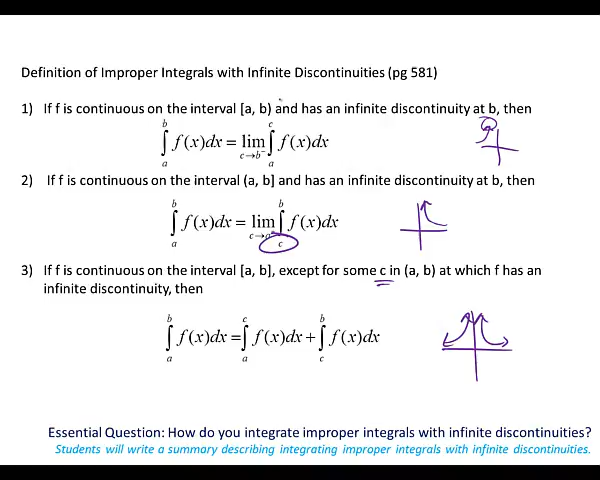 Definition of Improper Integrals with Infinite Discontinuities (pg 581)
1) If f is continuous on the interval [a, b) and has an infinite discontinuity at b, then
∫_a^b f(x)dx = lim_{c→b⁻} ∫_a^c f(x)dx
2) If f is continuous on the interval (a, b] and has an infinite discontinuity at b, then
∫_a^b f(x)dx = lim_{c→a} ∫_c^b f(x)dx
3) If f is continuous on the interval [a, b], except for some c in (a, b) at which f has an
infinite discontinuity, then
∫_a^b f(x)dx = ∫_a^c f(x)dx + ∫_c^b f(x)dx
Essential Question: How do you integrate improper integrals with infinite discontinuities?
Students will write a summary describing integrating improper integrals with infinite discontinuities.